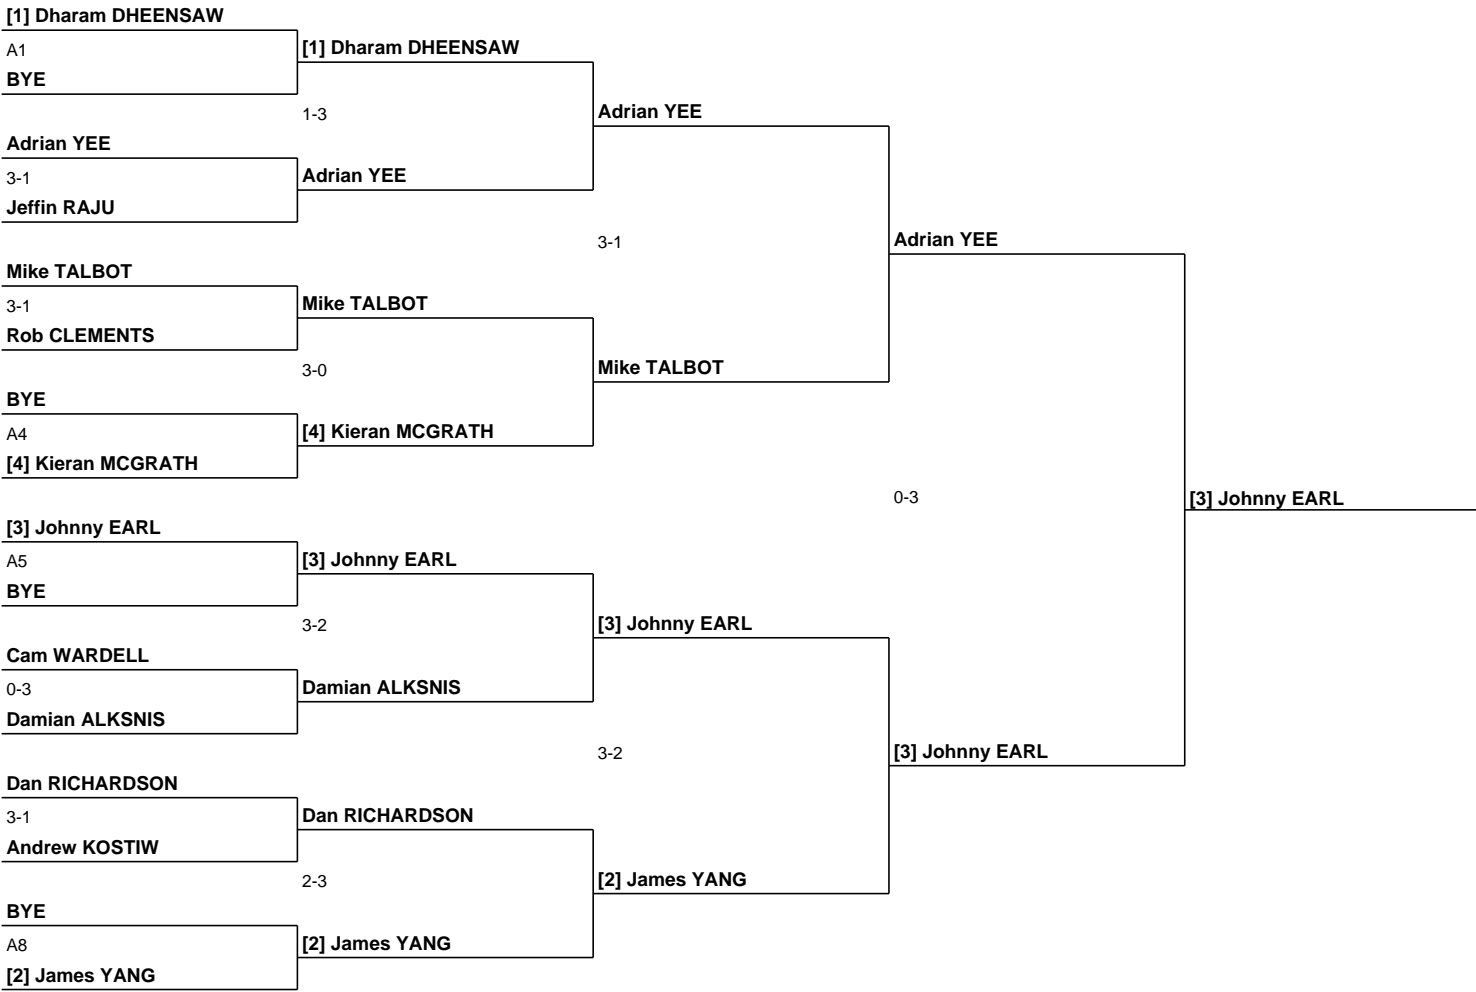 [1] Dharam DHEENSAW
A1
BYE
[1] Dharam DHEENSAW
1-3
Adrian YEE
Adrian YEE
3-1
Jeffin RAJU
Adrian YEE
3-1
Adrian YEE
Mike TALBOT
3-1
Rob CLEMENTS
Mike TALBOT
3-0
Mike TALBOT
BYE
A4
[4] Kieran MCGRATH
[4] Kieran MCGRATH
0-3
[3] Johnny EARL
[3] Johnny EARL
A5
BYE
[3] Johnny EARL
3-2
[3] Johnny EARL
Cam WARDELL
0-3
Damian ALKSNIS
Damian ALKSNIS
3-2
[3] Johnny EARL
Dan RICHARDSON
3-1
Andrew KOSTIW
Dan RICHARDSON
2-3
[2] James YANG
BYE
A8
[2] James YANG
[2] James YANG